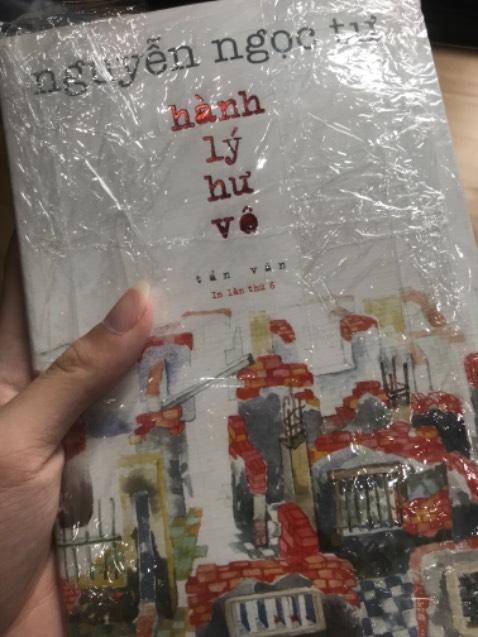 nguyễn ngọc tư
hành
lý
hư
vô
tản văn
In lần thứ 6